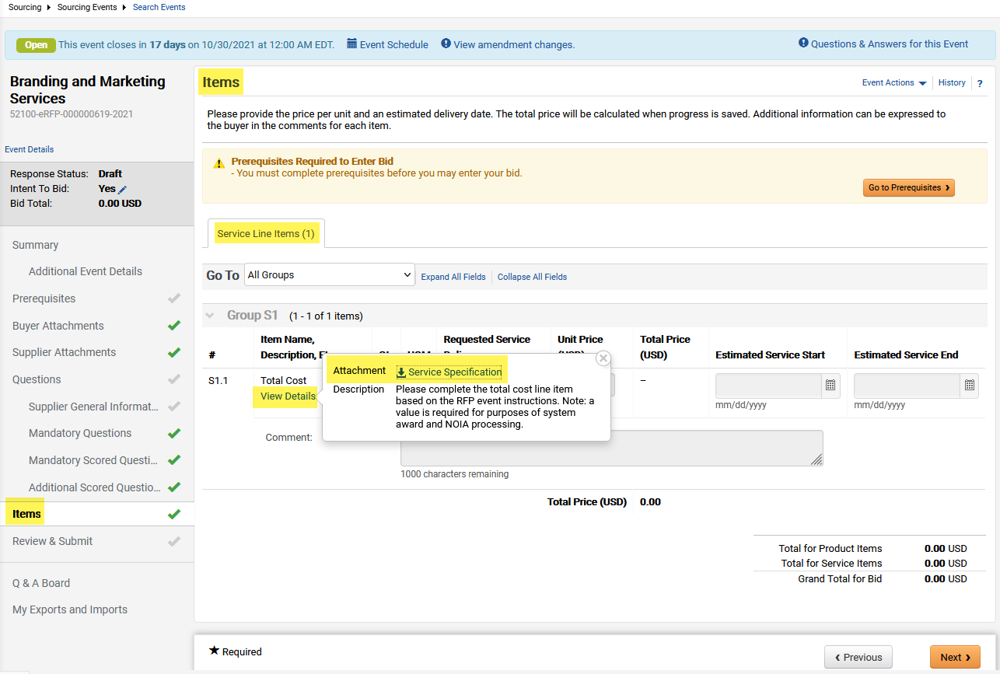 Sourcing Sourcing Events Search Events
Open This event closes in 17 days on 10/30/2021 at 12:00 AM EDT. Event Schedule View amendment changes. Questions & Answers for this Event
Branding and Marketing
Services
52100-eRFP-000000619-2021
Event Details
Response Status: Draft
Intent To Bid: Yes
Bid Total: 0.00 USD
Summary
Additional Event Details
Prerequisites
Buyer Attachments
Supplier Attachments
Questions
Supplier General Informat...
Mandatory Questions
Mandatory Scored Questi...
Additional Scored Questio...
Items
Review & Submit
Q & A Board
My Exports and Imports
Items
Event Actions History ?
Please provide the price per unit and an estimated delivery date. The total price will be calculated when progress is saved. Additional information can be expressed to
the buyer in the comments for each item.
Prerequisites Required to Enter Bid
- You must complete prerequisites before you may enter your bid.
Go to Prerequisites ›
Service Line Items (1)
Go To All Groups Expand All Fields Collapse All Fields
Group S1 (1 - 1 of 1 items)
Item Name, Requested Service Unit Price Total Price
# Description, (USD) Estimated Service Start Estimated Service End
S1.1 Total Cost –
View Details
mm/dd/yyyy mm/dd/yyyy
Attachment Service Specification
Description Please complete the total cost line item
based on the RFP event instructions. Note: a
value is required for purposes of system
award and NOIA processing.
Comment:
1000 characters remaining
Total Price (USD) 0.00
Total for Product Items 0.00 USD
Total for Service Items 0.00 USD
Grand Total for Bid 0.00 USD
★ Required
‹ Previous Next ›